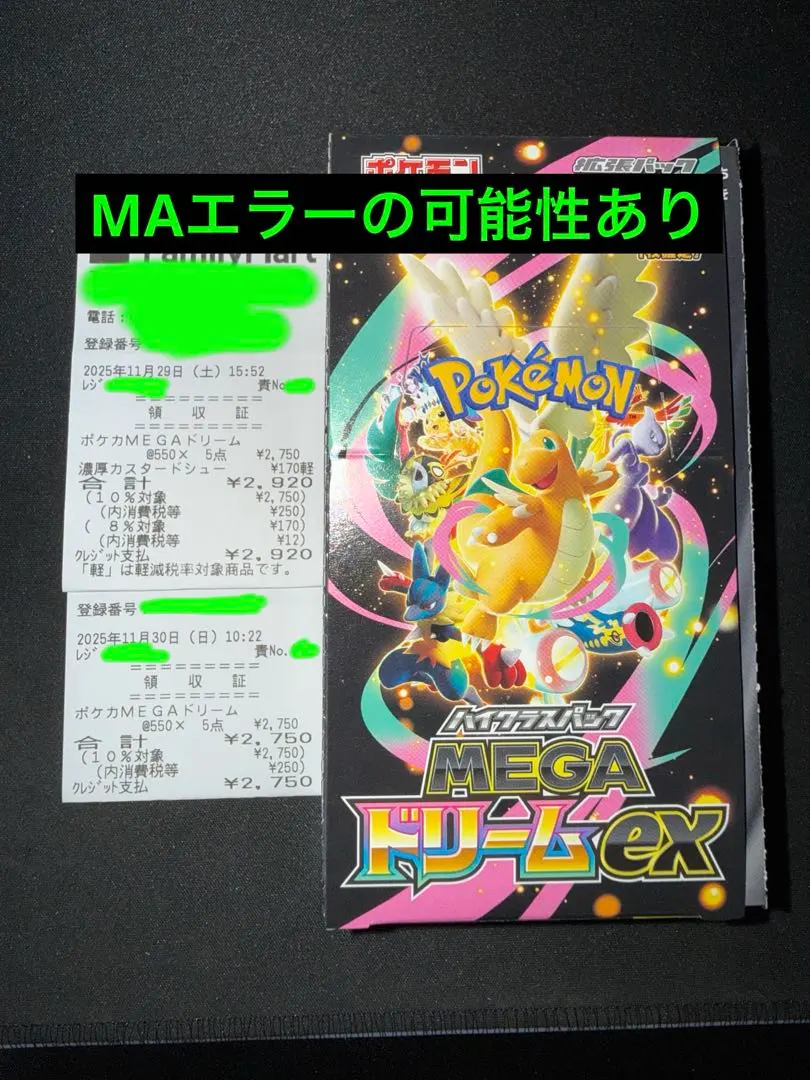 MAエラーの可能性あり
FamilyMart
電話:
登録番号
2025年11月29日(土) 15:52
レジ 責No.
領 収 証
ポケカMEGAドリーム
@550× 5点 ¥2,750
濃厚カスタードシュー ¥170軽
合 計 ¥2,920
(10%対象 ¥2,750)
(内消費税等 ¥250)
( 8%対象 ¥170)
(内消費税等 ¥12)
クレジット支払 ¥2,920
「軽」は軽減税率対象商品です。
登録番号
2025年11月30日(日) 10:22
レジ 責No.
領 収 証
ポケカMEGAドリーム
@550× 5点 ¥2,750
合 計 ¥2,750
(10%対象 ¥2,750)
(内消費税等 ¥250)
クレジット支払 ¥2,750
ポケモン
拡張パック
POKÉMON
ハイクラスパック
MEGA
ドリームex